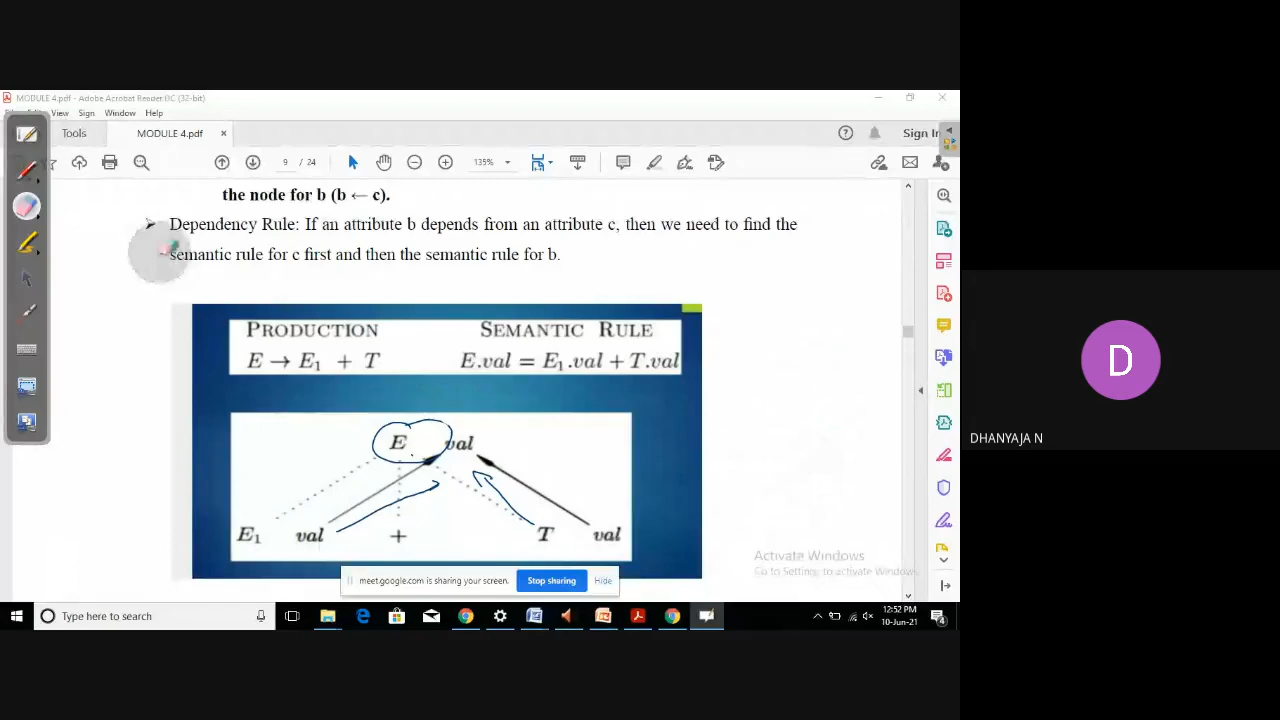 MODULE 4.pdf - Adobe Acrobat Reader DC (32-bit)
View Sign Window Help
Tools MODULE 4.pdf × Sign In
9 / 24 135%
the node for b (b ← c).
➢ Dependency Rule: If an attribute b depends from an attribute c, then we need to find the
semantic rule for c first and then the semantic rule for b.
PRODUCTION SEMANTIC RULE
E → E₁ + T E.val = E₁.val + T.val
E val
E₁ val + T val
D
DHANYAJA N
Activate Windows
Go to Settings to activate Windows.
meet.google.com is sharing your screen. Stop sharing Hide
Type here to search
12:52 PM
10-Jun-21
4